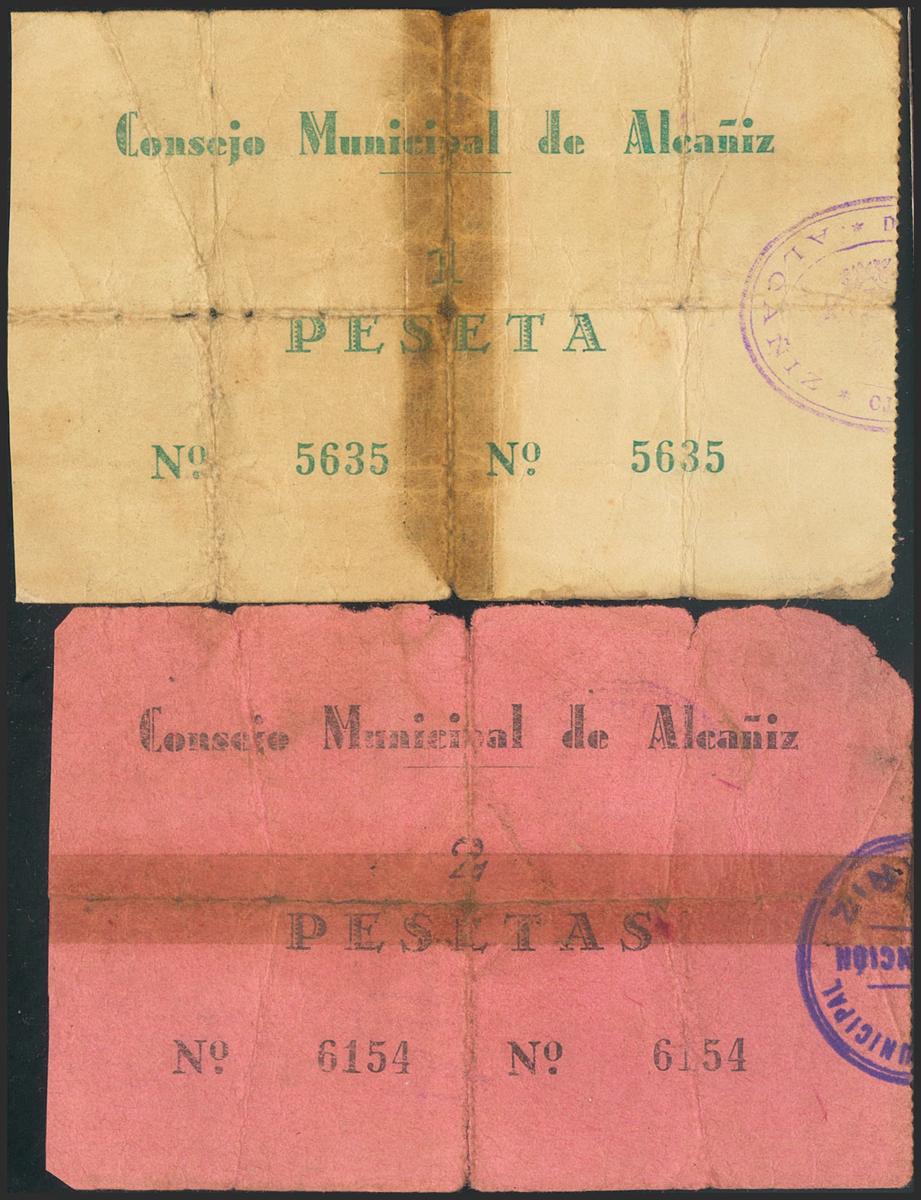 Consejo Municipal de Alcañiz
1
PESETA
Nº 5635 Nº 5635
ALCAÑIZ
Consejo Municipal de Alcañiz
2
PESETAS
Nº 6154 Nº 6154